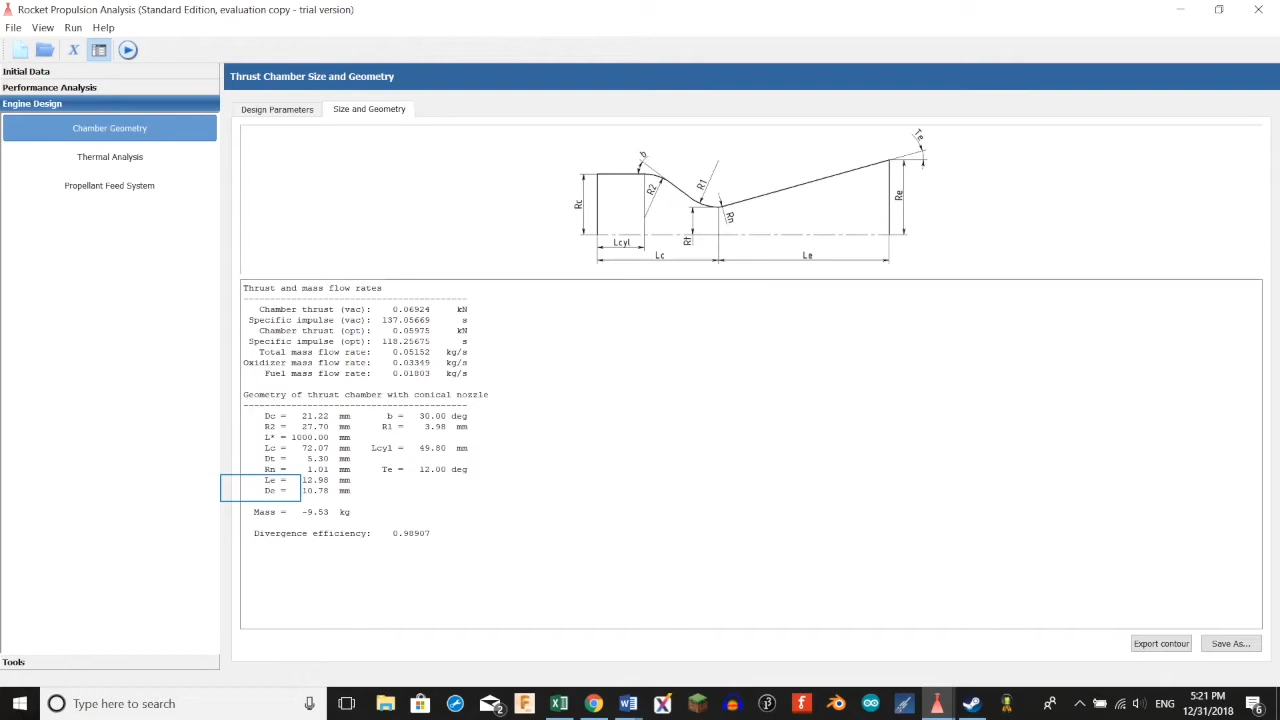 Rocket Propulsion Analysis (Standard Edition, evaluation copy - trial version)
File View Run Help
Initial Data
Performance Analysis
Engine Design
Chamber Geometry
Thermal Analysis
Propellant Feed System
Tools
Thrust Chamber Size and Geometry
Design Parameters Size and Geometry
b Te
R2 R1
Rc Rn Re
Rt
Lcyl
Lc Le
Thrust and mass flow rates
-------------------------------------------
Chamber thrust (vac): 0.06924 kN
Specific impulse (vac): 137.05669 s
Chamber thrust (opt): 0.05975 kN
Specific impulse (opt): 118.25675 s
Total mass flow rate: 0.05152 kg/s
Oxidizer mass flow rate: 0.03349 kg/s
Fuel mass flow rate: 0.01803 kg/s
Geometry of thrust chamber with conical nozzle
-------------------------------------------
Dc = 21.22 mm b = 30.00 deg
R2 = 27.70 mm R1 = 3.98 mm
L* = 1000.00 mm
Lc = 72.07 mm Lcyl = 49.80 mm
Dt = 5.30 mm
Rn = 1.01 mm Te = 12.00 deg
Le = 12.98 mm
De = 10.78 mm
Mass = -9.53 kg
Divergence efficiency: 0.98907
Export contour Save As...
Type here to search
2
ENG
5:21 PM
12/31/2018
6